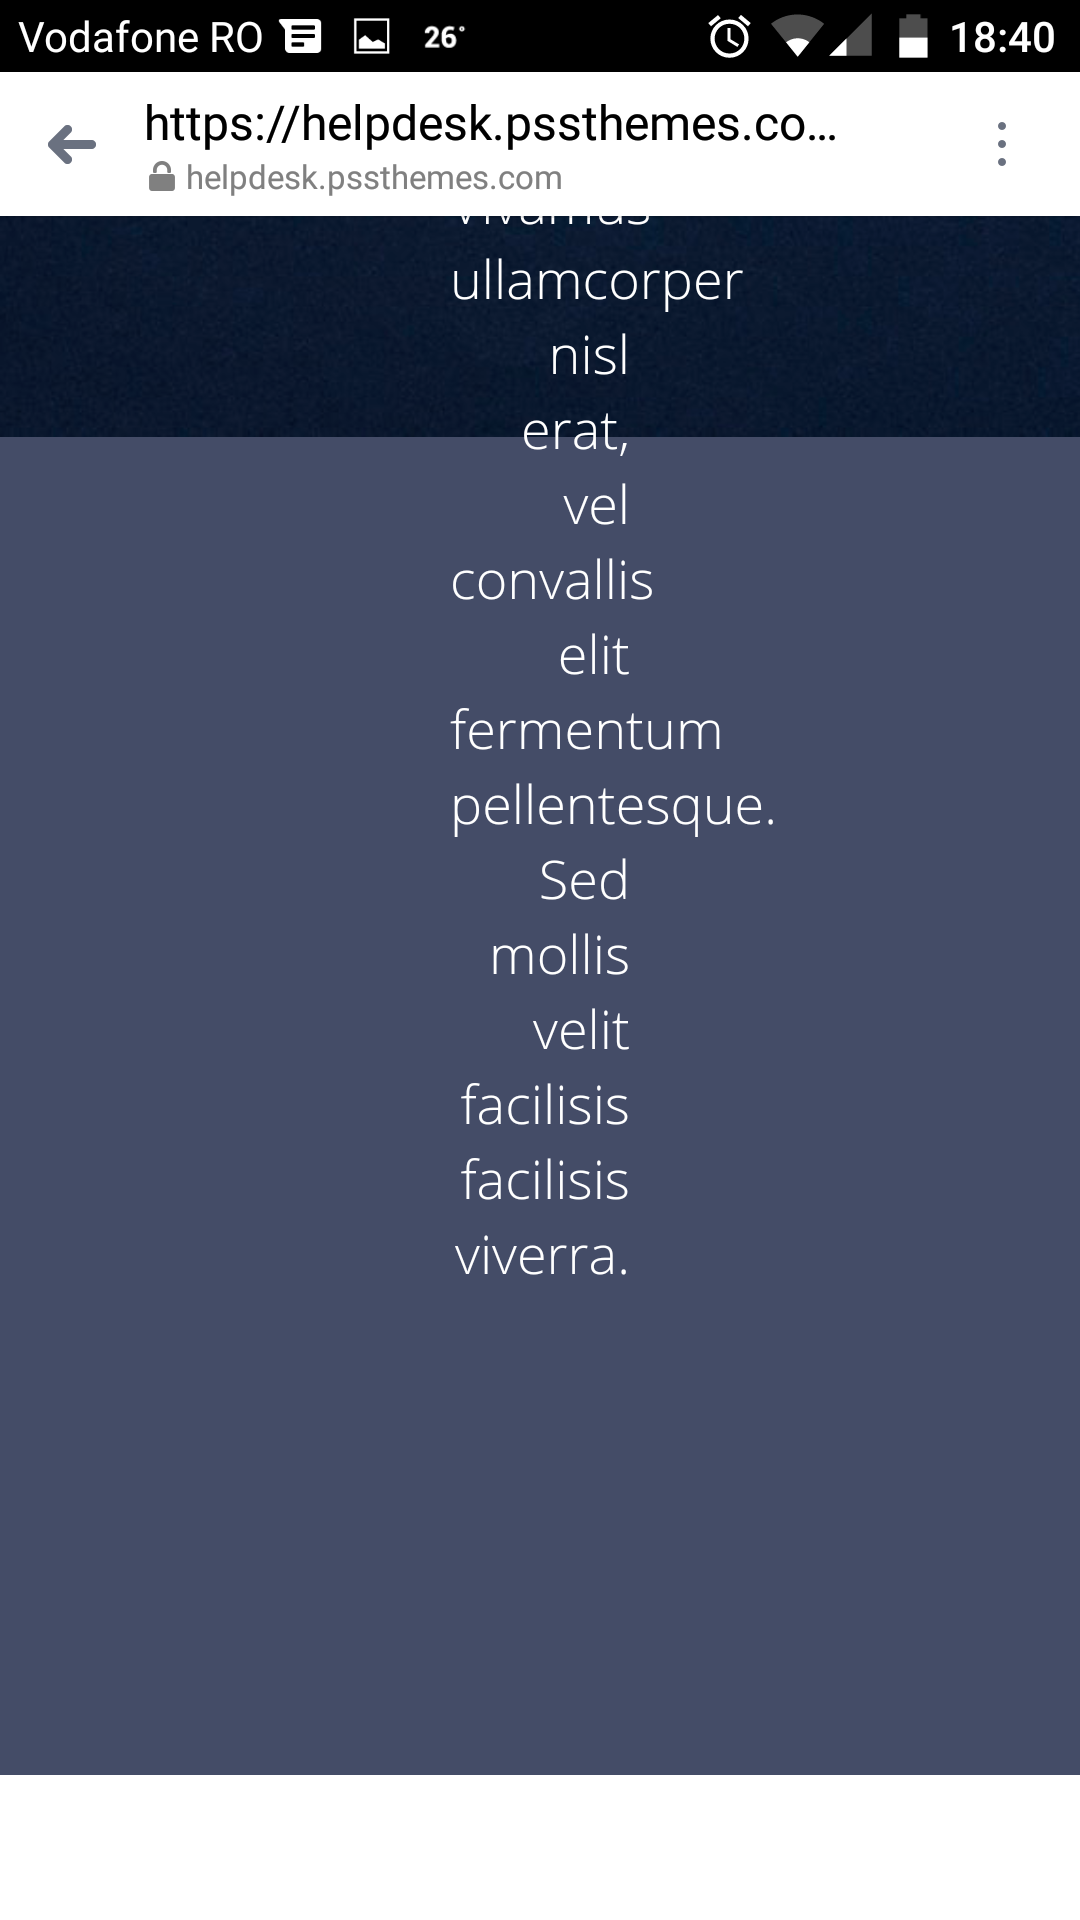 Vodafone RO 26° 18:40
https://helpdesk.pssthemes.co...
helpdesk.pssthemes.com
vivamus
ullamcorper
nisl
erat,
vel
convallis
elit
fermentum
pellentesque.
Sed
mollis
velit
facilisis
facilisis
viverra.